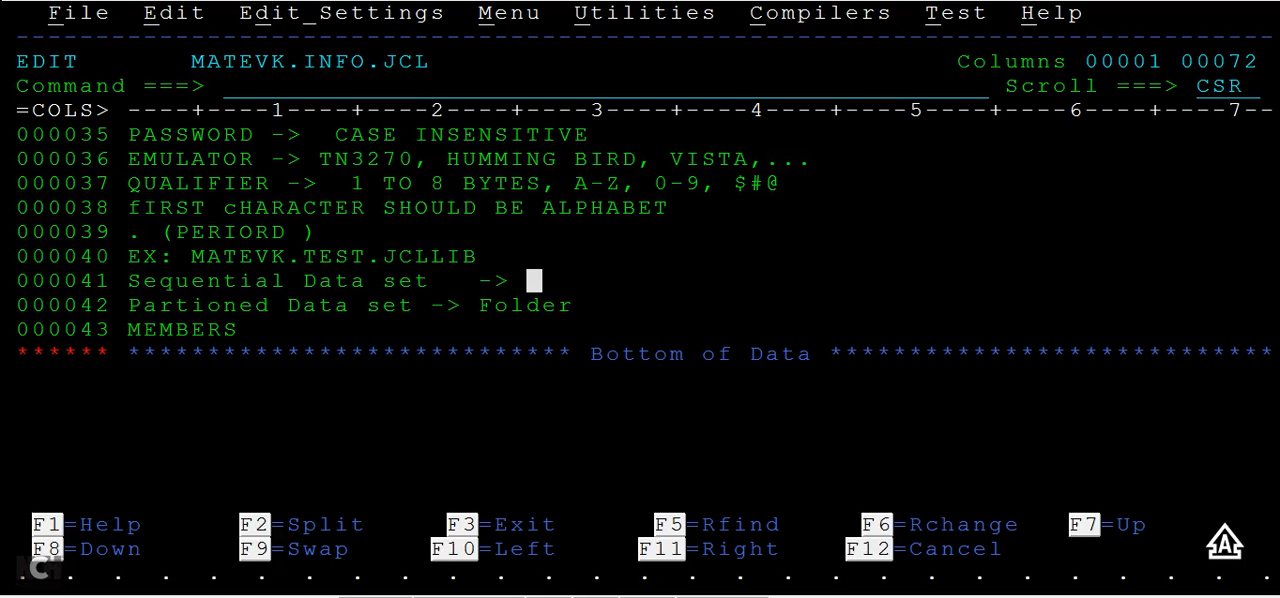 File Edit Edit_Settings Menu Utilities Compilers Test Help
--------------------------------------------------------------------------------
EDIT MATEVK.INFO.JCL Columns 00001 00072
Command ===> Scroll ===> CSR
=COLS> ----+----1----+----2----+----3----+----4----+----5----+----6----+----7--
000035 PASSWORD -> CASE INSENSITIVE
000036 EMULATOR -> TN3270, HUMMING BIRD, VISTA,...
000037 QUALIFIER -> 1 TO 8 BYTES, A-Z, 0-9, $#@
000038 fIRST cHARACTER SHOULD BE ALPHABET
000039 . (PERIORD )
000040 EX: MATEVK.TEST.JCLLIB
000041 Sequential Data set ->
000042 Partioned Data set -> Folder
000043 MEMBERS
****** **************************** Bottom of Data ****************************
F1=Help F2=Split F3=Exit F5=Rfind F6=Rchange F7=Up
F8=Down F9=Swap F10=Left F11=Right F12=Cancel
A